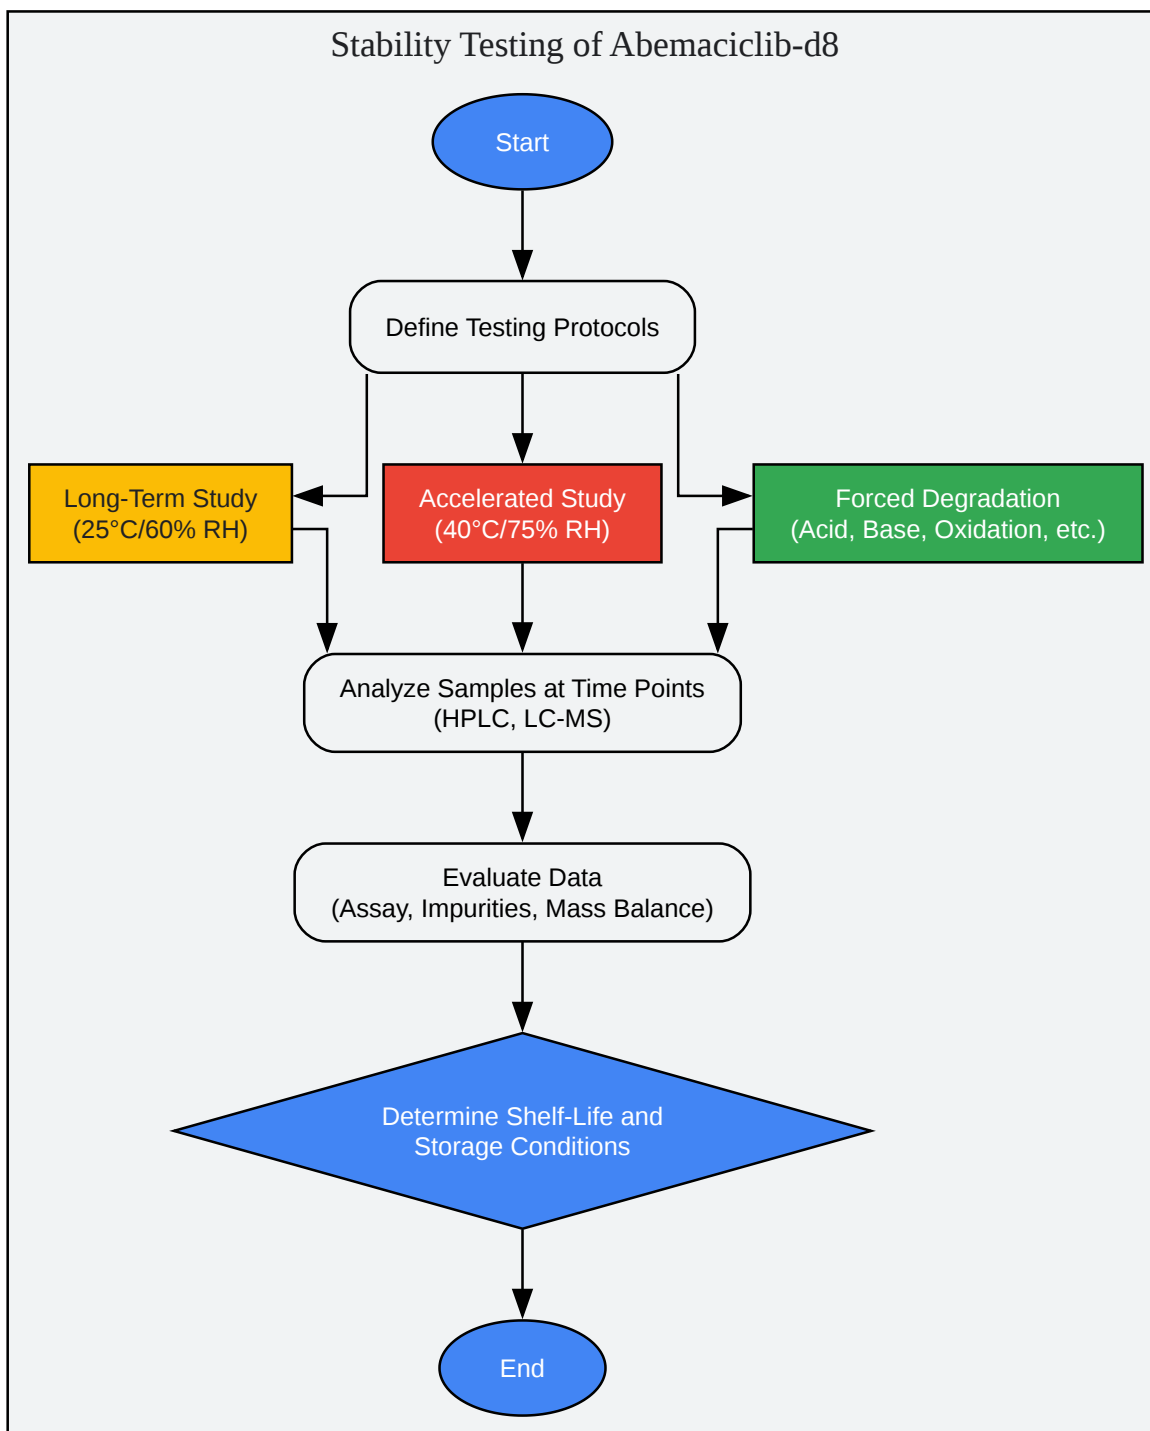 Stability Testing of Abemaciclib-d8
Start
Define Testing Protocols
Long-Term Study
(25°C/60% RH)
Accelerated Study
(40°C/75% RH)
Forced Degradation
(Acid, Base, Oxidation, etc.)
Analyze Samples at Time Points
(HPLC, LC-MS)
Evaluate Data
(Assay, Impurities, Mass Balance)
Determine Shelf-Life and
Storage Conditions
End